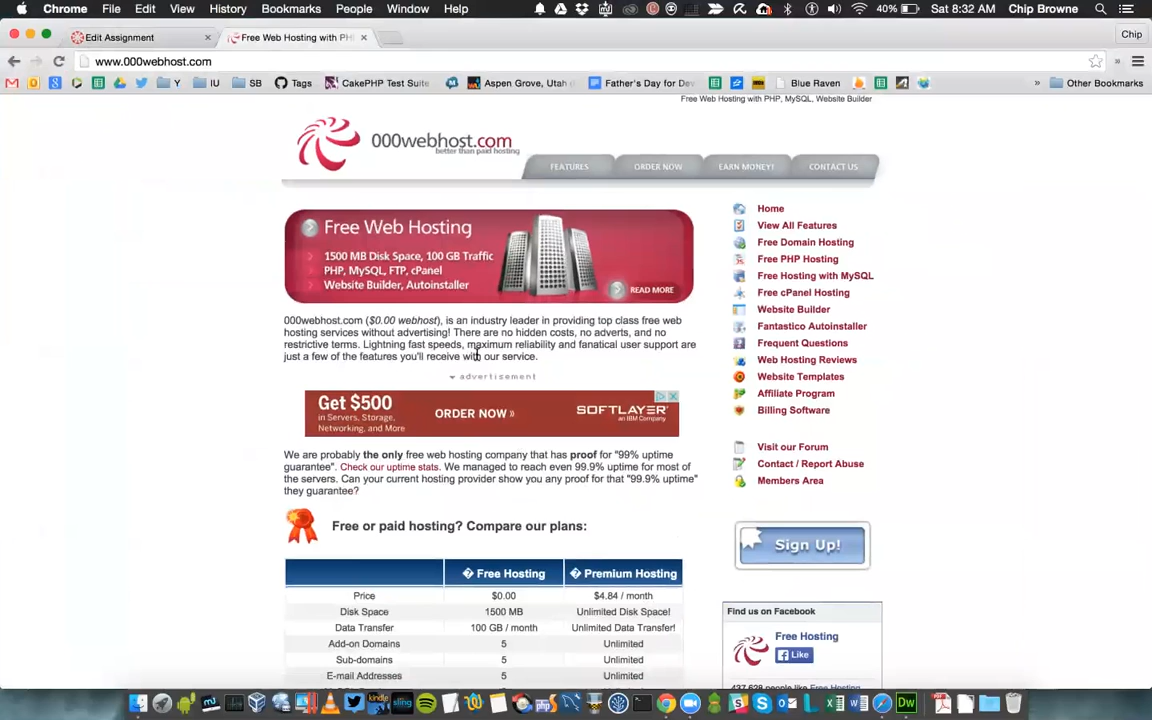 Chrome File Edit View History Bookmarks People Window Help 40% Sat 8:32 AM Chip Browne
Edit Assignment Free Web Hosting with PH Chip
www.000webhost.com
Y IU SB Tags CakePHP Test Suite Aspen Grove, Utah Father's Day for De Blue Raven » Other Bookmarks
Free Web Hosting with PHP, MySQL, Website Builder
000webhost.com
better than paid hosting
FEATURES ORDER NOW EARN MONEY! CONTACT US
Free Web Hosting
1500 MB Disk Space, 100 GB Traffic
PHP, MySQL, FTP, cPanel
Website Builder, Autoinstaller
READ MORE
000webhost.com ($0.00 webhost), is an industry leader in providing top class free web
hosting services without advertising! There are no hidden costs, no adverts, and no
restrictive terms. Lightning fast speeds, maximum reliability and fanatical user support are
just a few of the features you'll receive with our service.
advertisement
Get $500
in Servers, Storage,
Networking, and More
ORDER NOW »
SOFTLAYER
an IBM Company
We are probably the only free web hosting company that has proof for "99% uptime
guarantee". Check our uptime stats. We managed to reach even 99.9% uptime for most of
the servers. Can your current hosting provider show you any proof for that "99.9% uptime"
they guarantee?
Free or paid hosting? Compare our plans:
� Free Hosting � Premium Hosting
Price $0.00 $4.84 / month
Disk Space 1500 MB Unlimited Disk Space!
Data Transfer 100 GB / month Unlimited Data Transfer!
Add-on Domains 5 Unlimited
Sub-domains 5 Unlimited
E-mail Addresses 5 Unlimited
Home
View All Features
Free Domain Hosting
Free PHP Hosting
Free Hosting with MySQL
Free cPanel Hosting
Website Builder
Fantastico Autoinstaller
Frequent Questions
Web Hosting Reviews
Website Templates
Affiliate Program
Billing Software
Visit our Forum
Contact / Report Abuse
Members Area
Sign Up!
Find us on Facebook
Free Hosting
Like
437,628 people like Free Hosting.